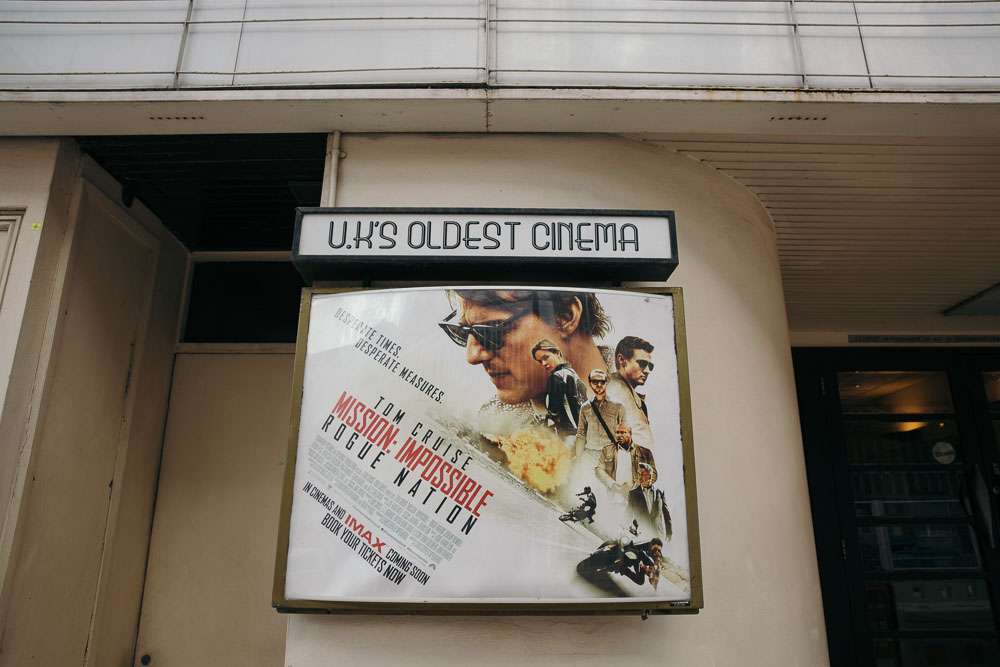 U.K'S OLDEST CINEMA
DESPERATE TIMES.
DESPERATE MEASURES.
TOM CRUISE
MISSION: IMPOSSIBLE
ROGUE NATION
IN CINEMAS AND IMAX COMING SOON
BOOK YOUR TICKETS NOW